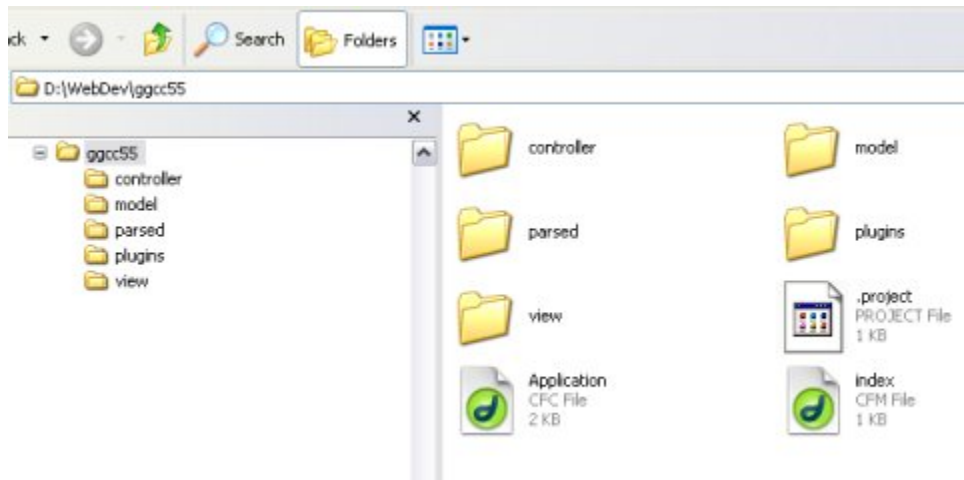 ck
Search
Folders
D:\WebDev\ggcc55
ggcc55
controller
model
parsed
plugins
view
controller
model
parsed
plugins
view
.project
PROJECT File
1 KB
Application
CFC File
2 KB
index
CFM File
1 KB